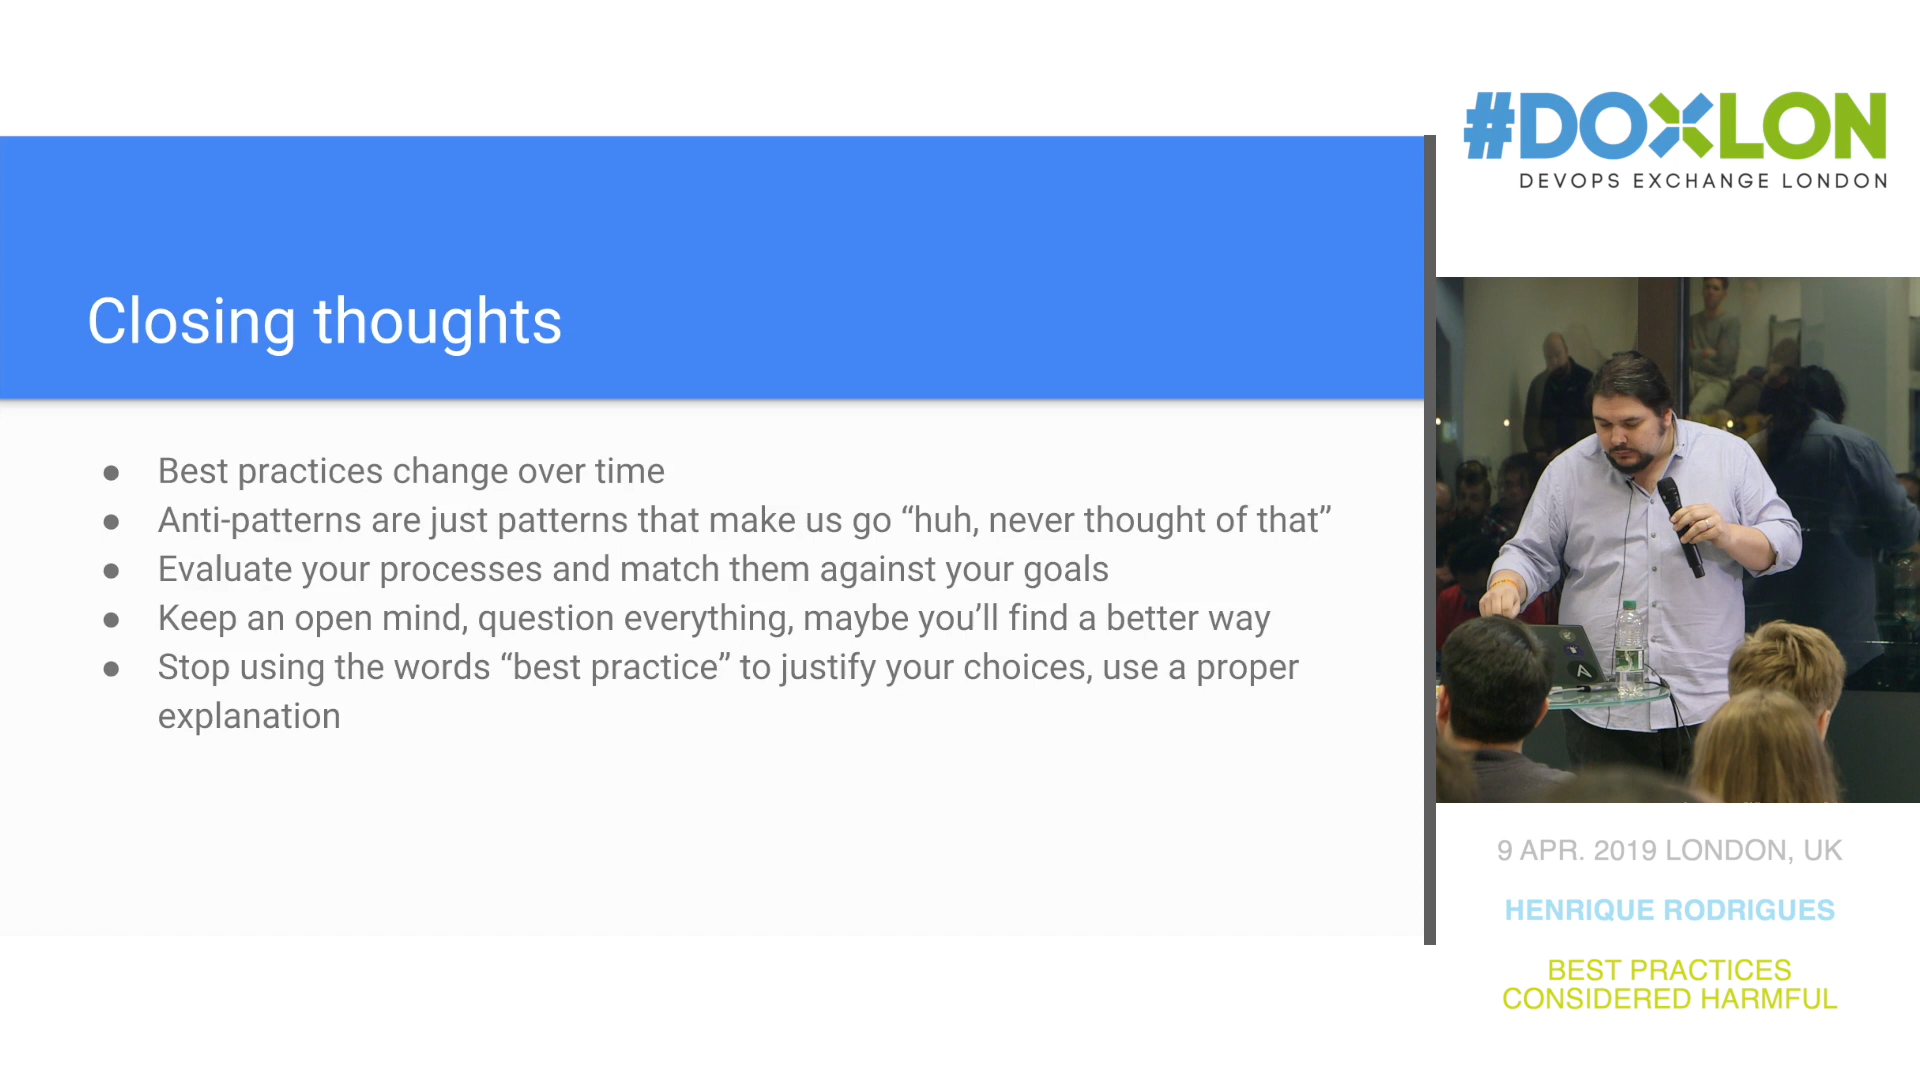 #DOXLON
DEVOPS EXCHANGE LONDON
Closing thoughts
● Best practices change over time
● Anti-patterns are just patterns that make us go “huh, never thought of that”
● Evaluate your processes and match them against your goals
● Keep an open mind, question everything, maybe you’ll find a better way
● Stop using the words “best practice” to justify your choices, use a proper
explanation
9 APR. 2019 LONDON, UK
HENRIQUE RODRIGUES
BEST PRACTICES
CONSIDERED HARMFUL